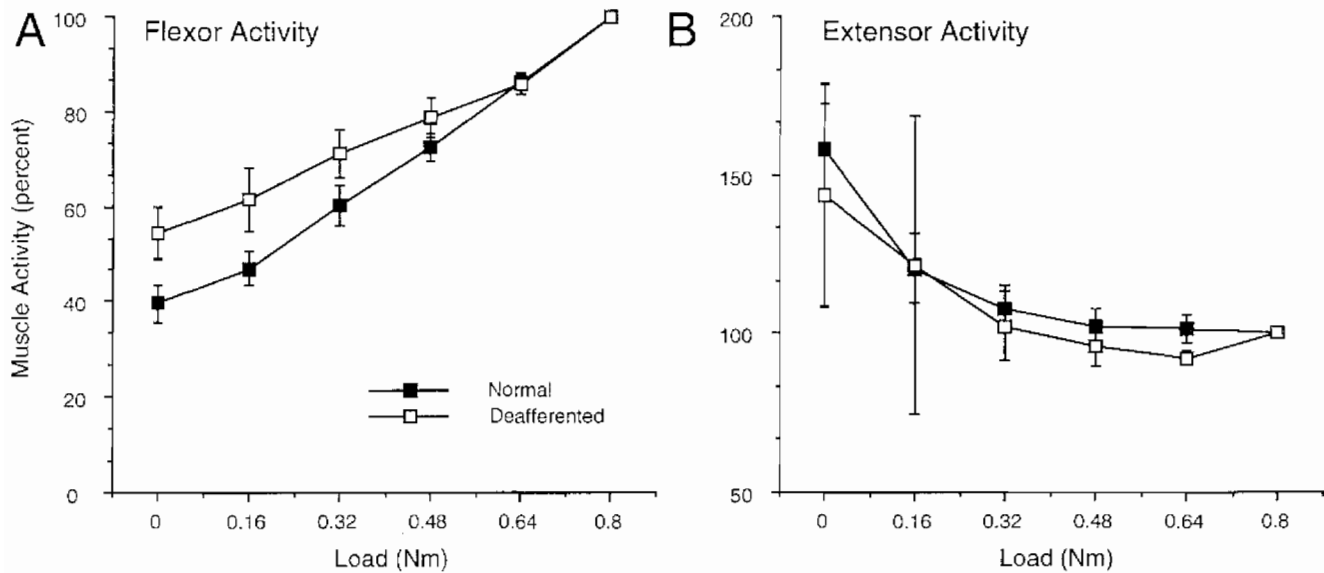 A
Flexor Activity
Muscle Activity (percent)
100
80
60
40
20
0
0 0.16 0.32 0.48 0.64 0.8
Load (Nm)
Normal
Deafferented
B
Extensor Activity
200
150
100
50
0 0.16 0.32 0.48 0.64 0.8
Load (Nm)